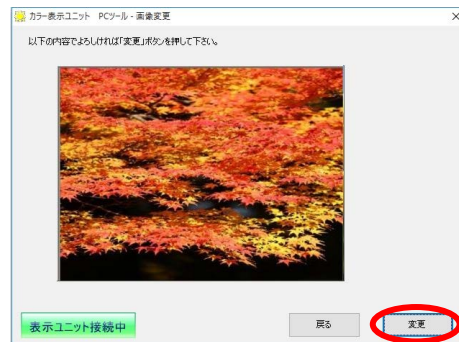 カラー表示ユニット PCツール - 画像変更
以下の内容でよろしければ「変更」ボタンを押して下さい。
表示ユニット接続中
戻る
変更